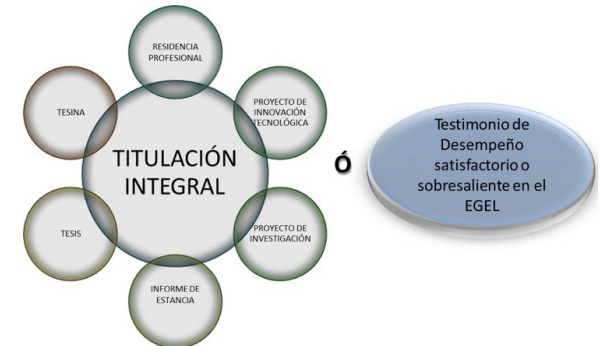 RESIDENCIA
PROFESIONAL
PROYECTO DE
INNOVACIÓN
TECNOLÓGICA
PROYECTO DE
INVESTIGACIÓN
INFORME DE
ESTANCIA
TESIS
TESINA
TITULACIÓN
INTEGRAL
Ó
Testimonio de
Desempeño
satisfactorio o
sobresaliente en el
EGEL